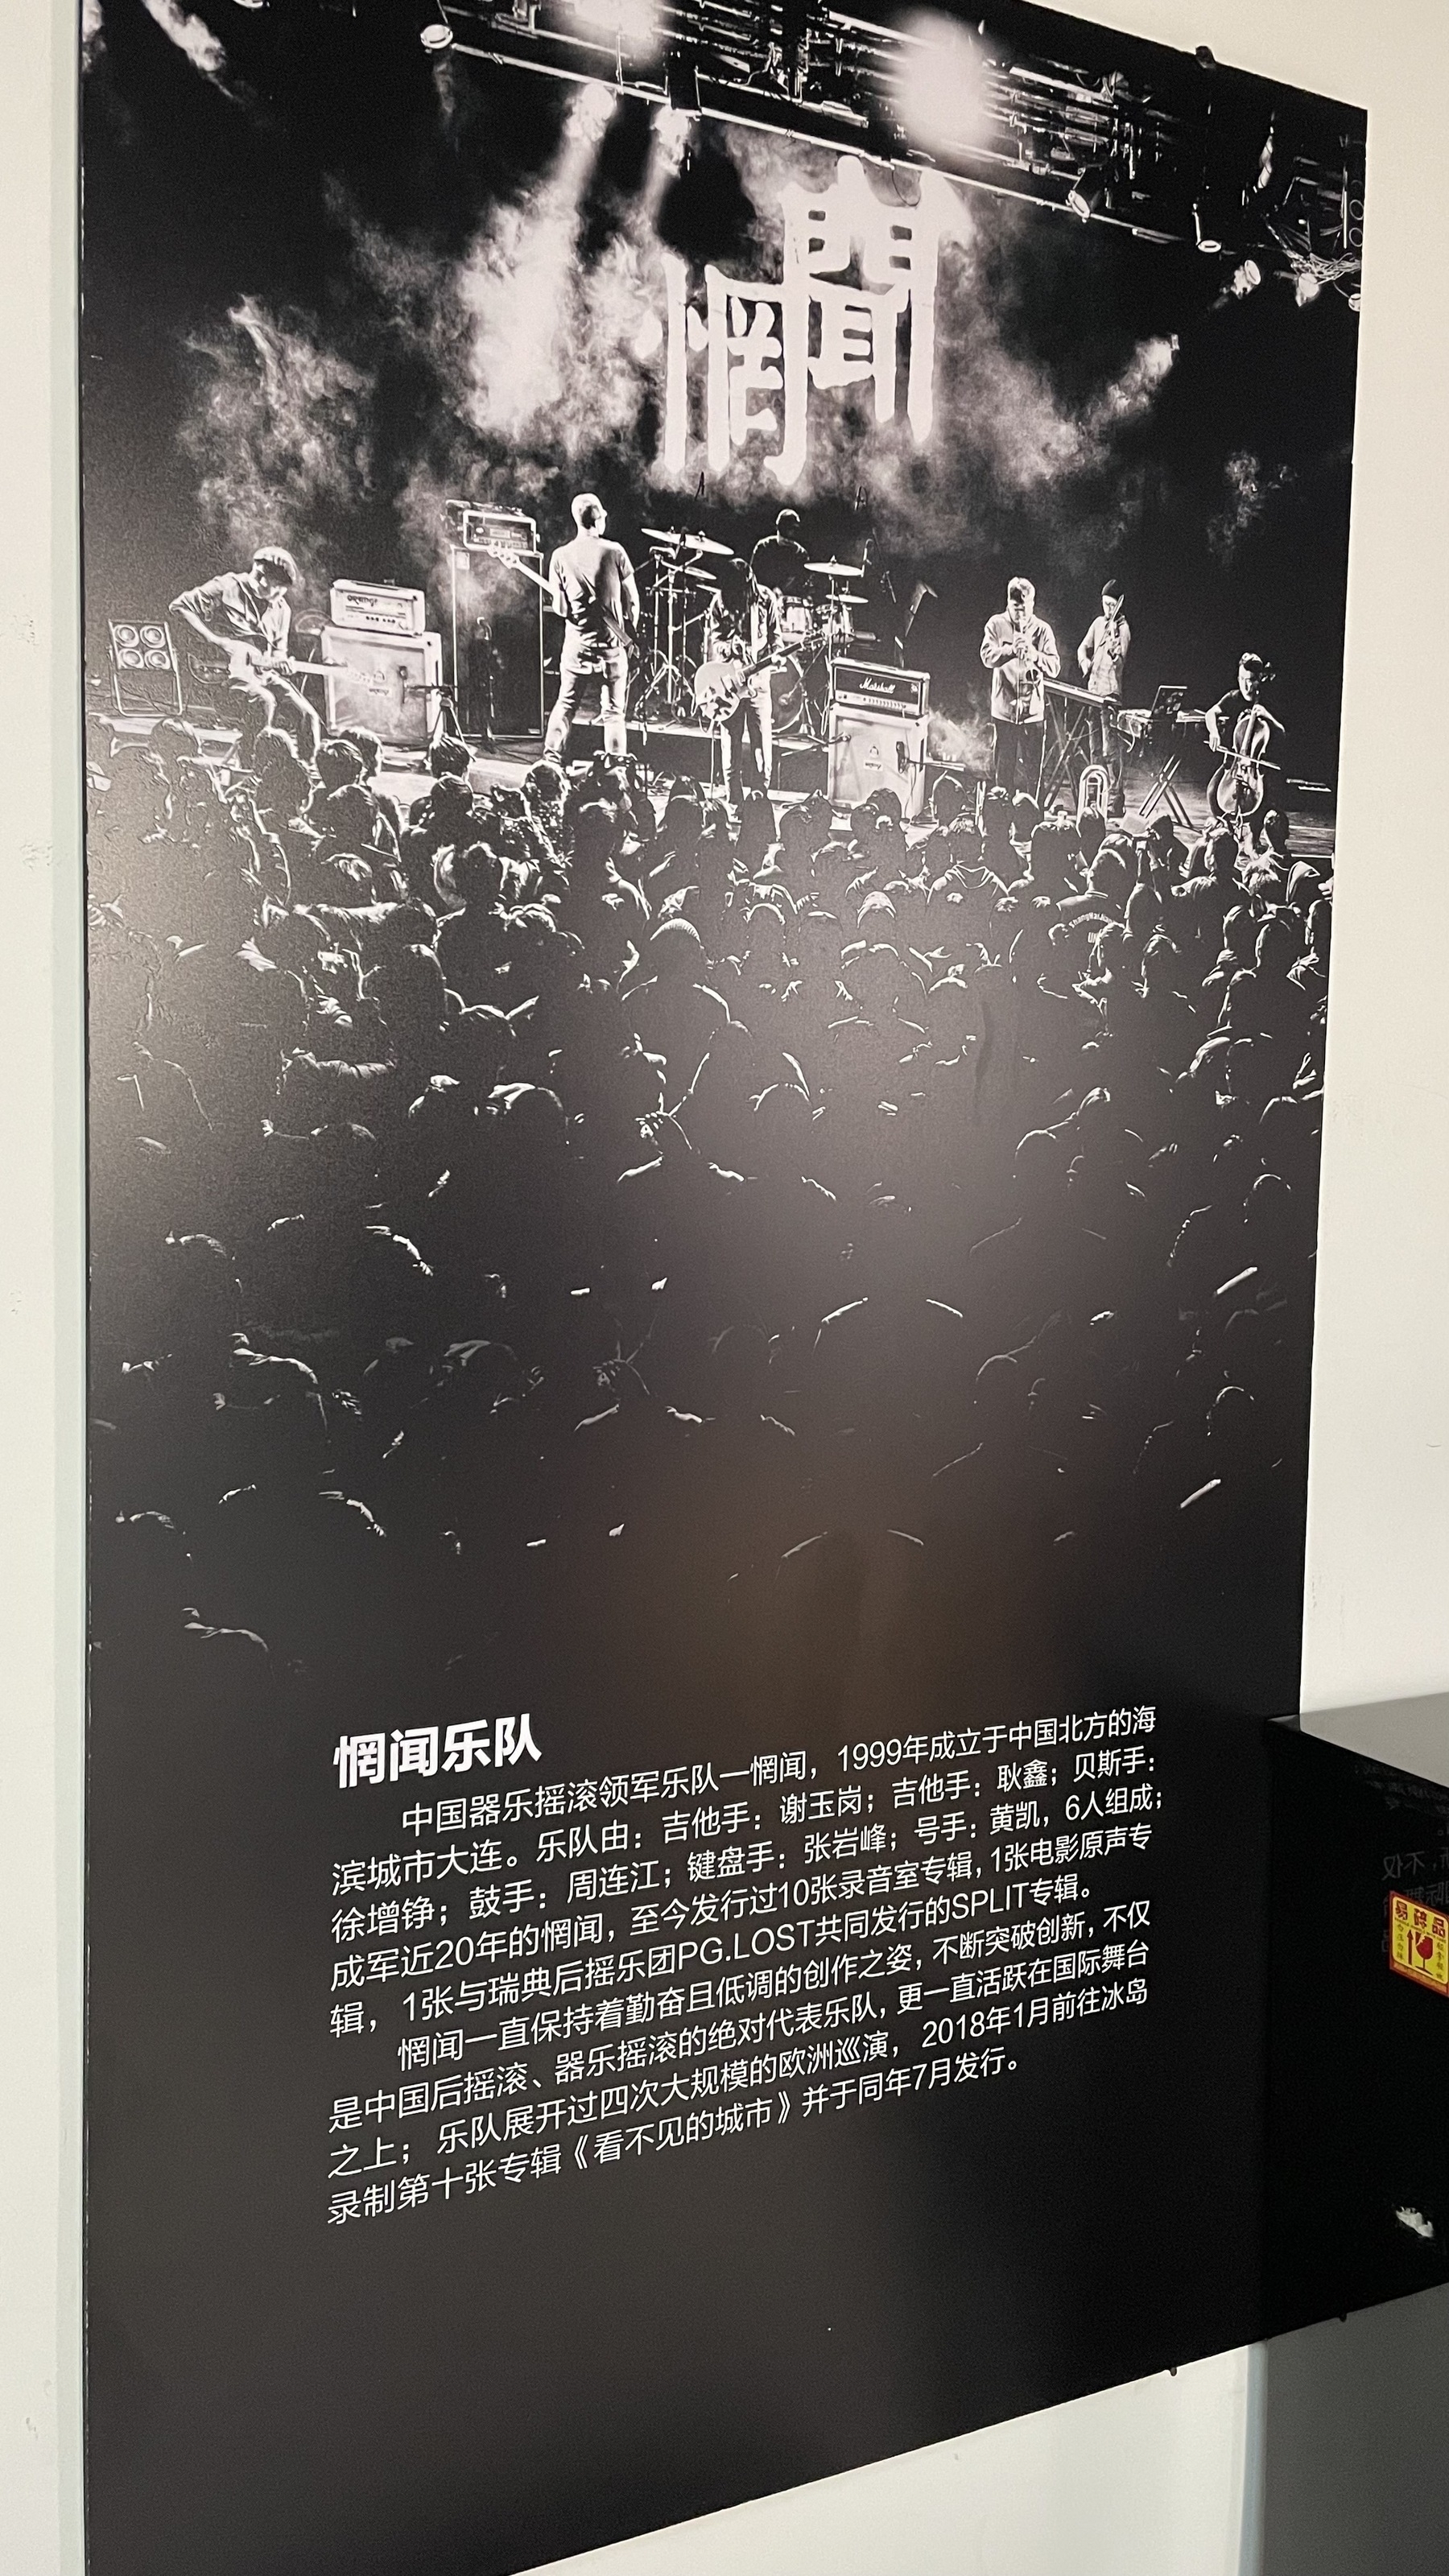 惘聞
orange
Marshall
惘闻乐队
中国器乐摇滚领军乐队—惘闻，1999年成立于中国北方的海
滨城市大连。乐队由：吉他手：谢玉岗；吉他手：耿鑫；贝斯手：
徐增铮；鼓手：周连江；键盘手：张岩峰；号手：黄凯，6人组成；
成军近20年的惘闻，至今发行过10张录音室专辑，1张电影原声专
辑，1张与瑞典后摇乐团PG.LOST共同发行的SPLIT专辑。
惘闻一直保持着勤奋且低调的创作之姿，不断突破创新，不仅
是中国后摇滚、器乐摇滚的绝对代表乐队，更一直活跃在国际舞台
之上；乐队展开过四次大规模的欧洲巡演，2018年1月前往冰岛
录制第十张专辑《看不见的城市》并于同年7月发行。
易碎品